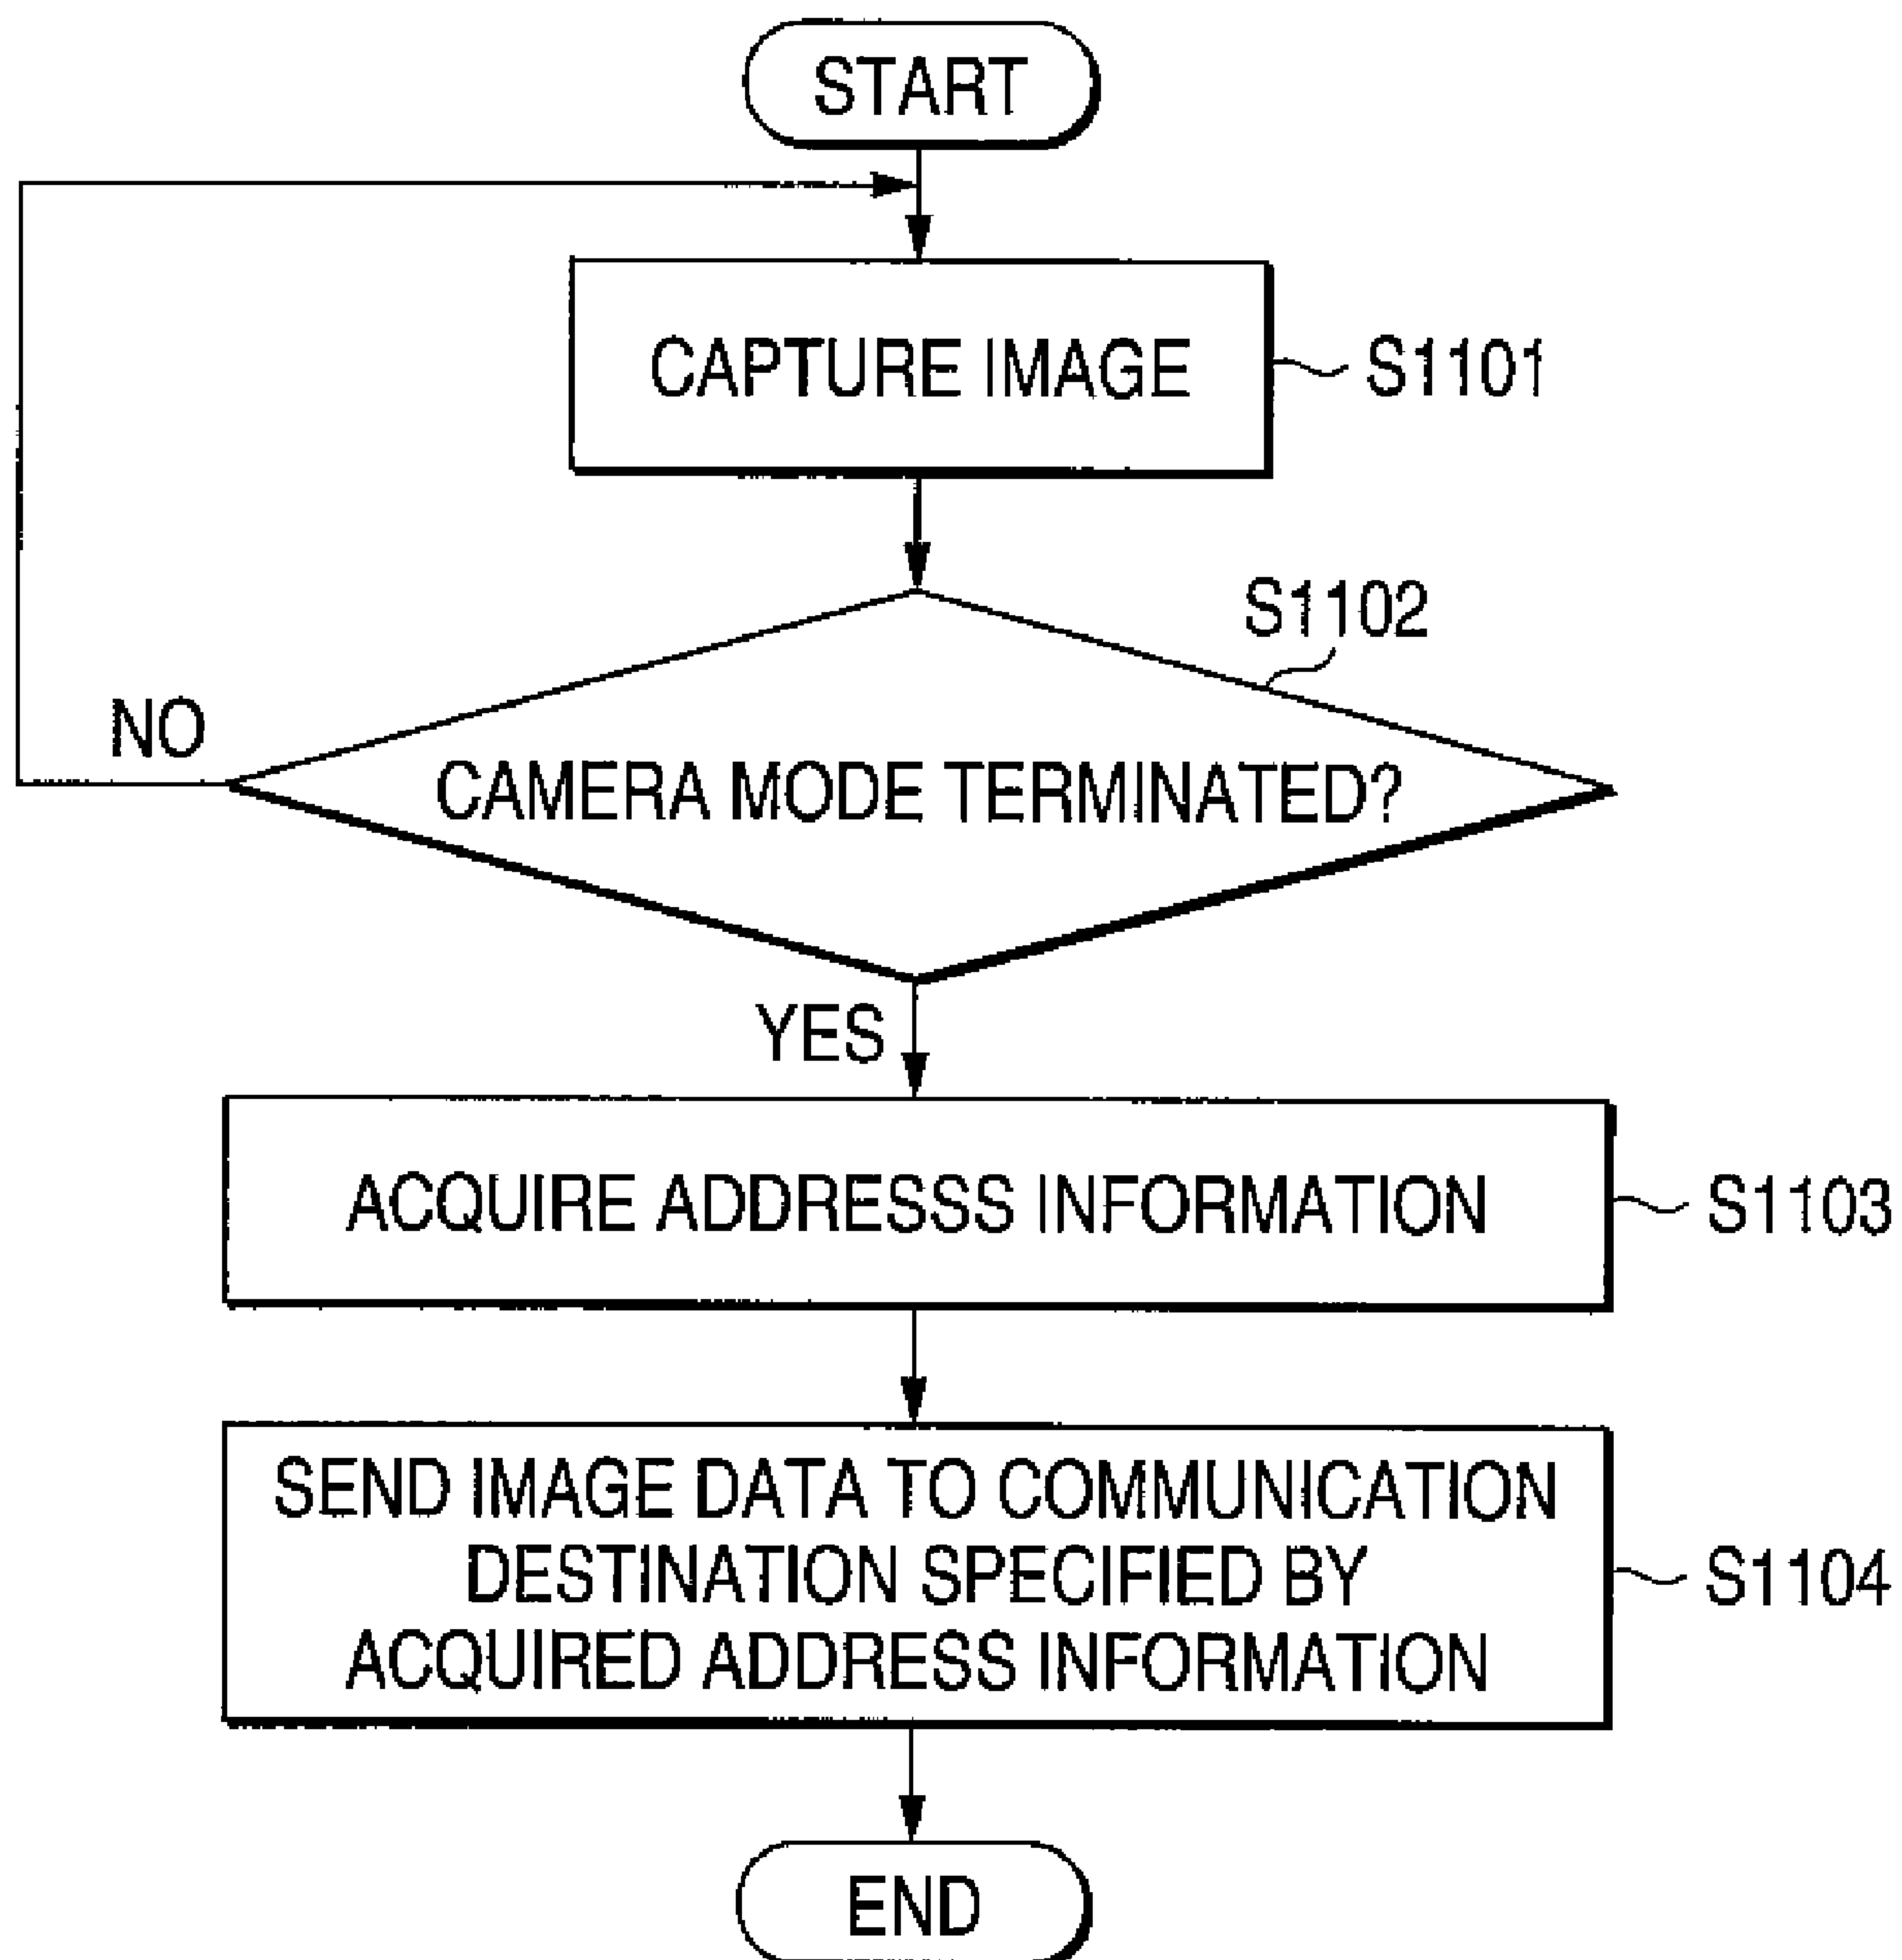 START
CAPTURE IMAGE
S1101
S1102
NO
CAMERA MODE TERMINATED?
YES
ACQUIRE ADDRESSS INFORMATION
S1103
SEND IMAGE DATA TO COMMUNICATION
DESTINATION SPECIFIED BY
S1104
ACQUIRED ADDRESS INFORMATION
END